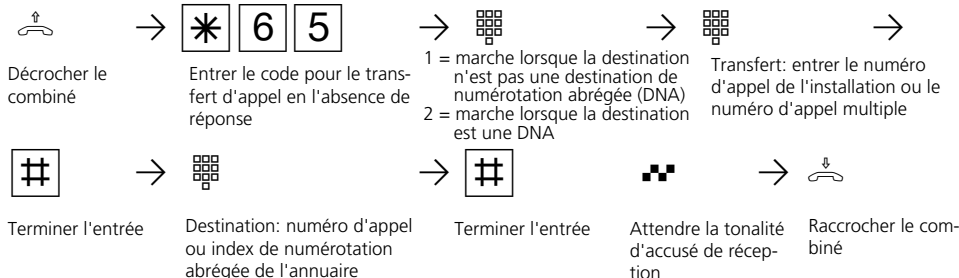 * 6 5
Décrocher le
combiné
Entrer le code pour le trans-
fert d'appel en l'absence de
réponse
1 = marche lorsque la destination
n'est pas une destination de
numérotation abrégée (DNA)
2 = marche lorsque la destination
est une DNA
Transfert: entrer le numéro
d'appel de l'installation ou le
numéro d'appel multiple
#
Terminer l'entrée
Destination: numéro d'appel
ou index de numérotation
abrégée de l'annuaire
#
Terminer l'entrée
Attendre la tonalité
d'accusé de récep-
tion
Raccrocher le com-
biné